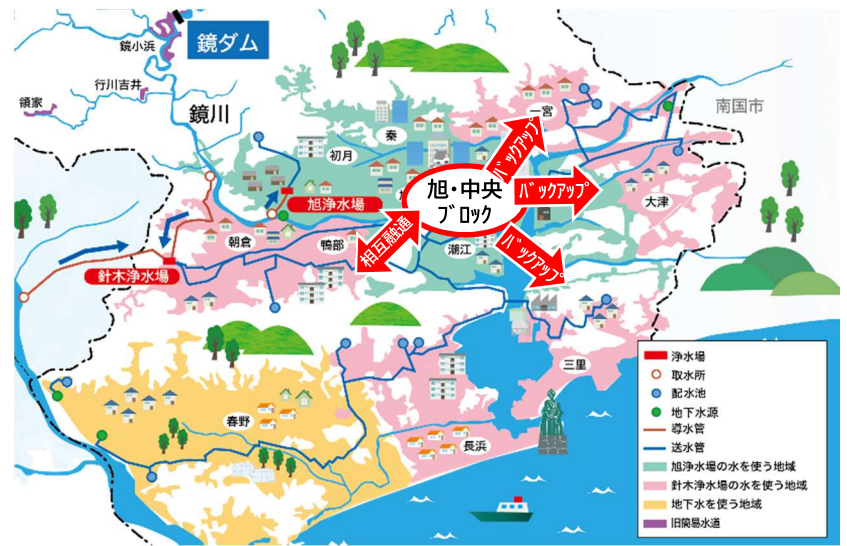 鏡小浜
鏡ダム
行川吉井
領家
鏡川
南国市
一宮
秦
初月
バックアップ
旭・中央
ブロック
バックアップ
大津
旭浄水場
朝倉
鴨部
相互融通
潮江
バックアップ
針木浄水場
三里
春野
長浜
浄水場
取水所
配水池
地下水源
導水管
送水管
旭浄水場の水を使う地域
針木浄水場の水を使う地域
地下水を使う地域
旧簡易水道